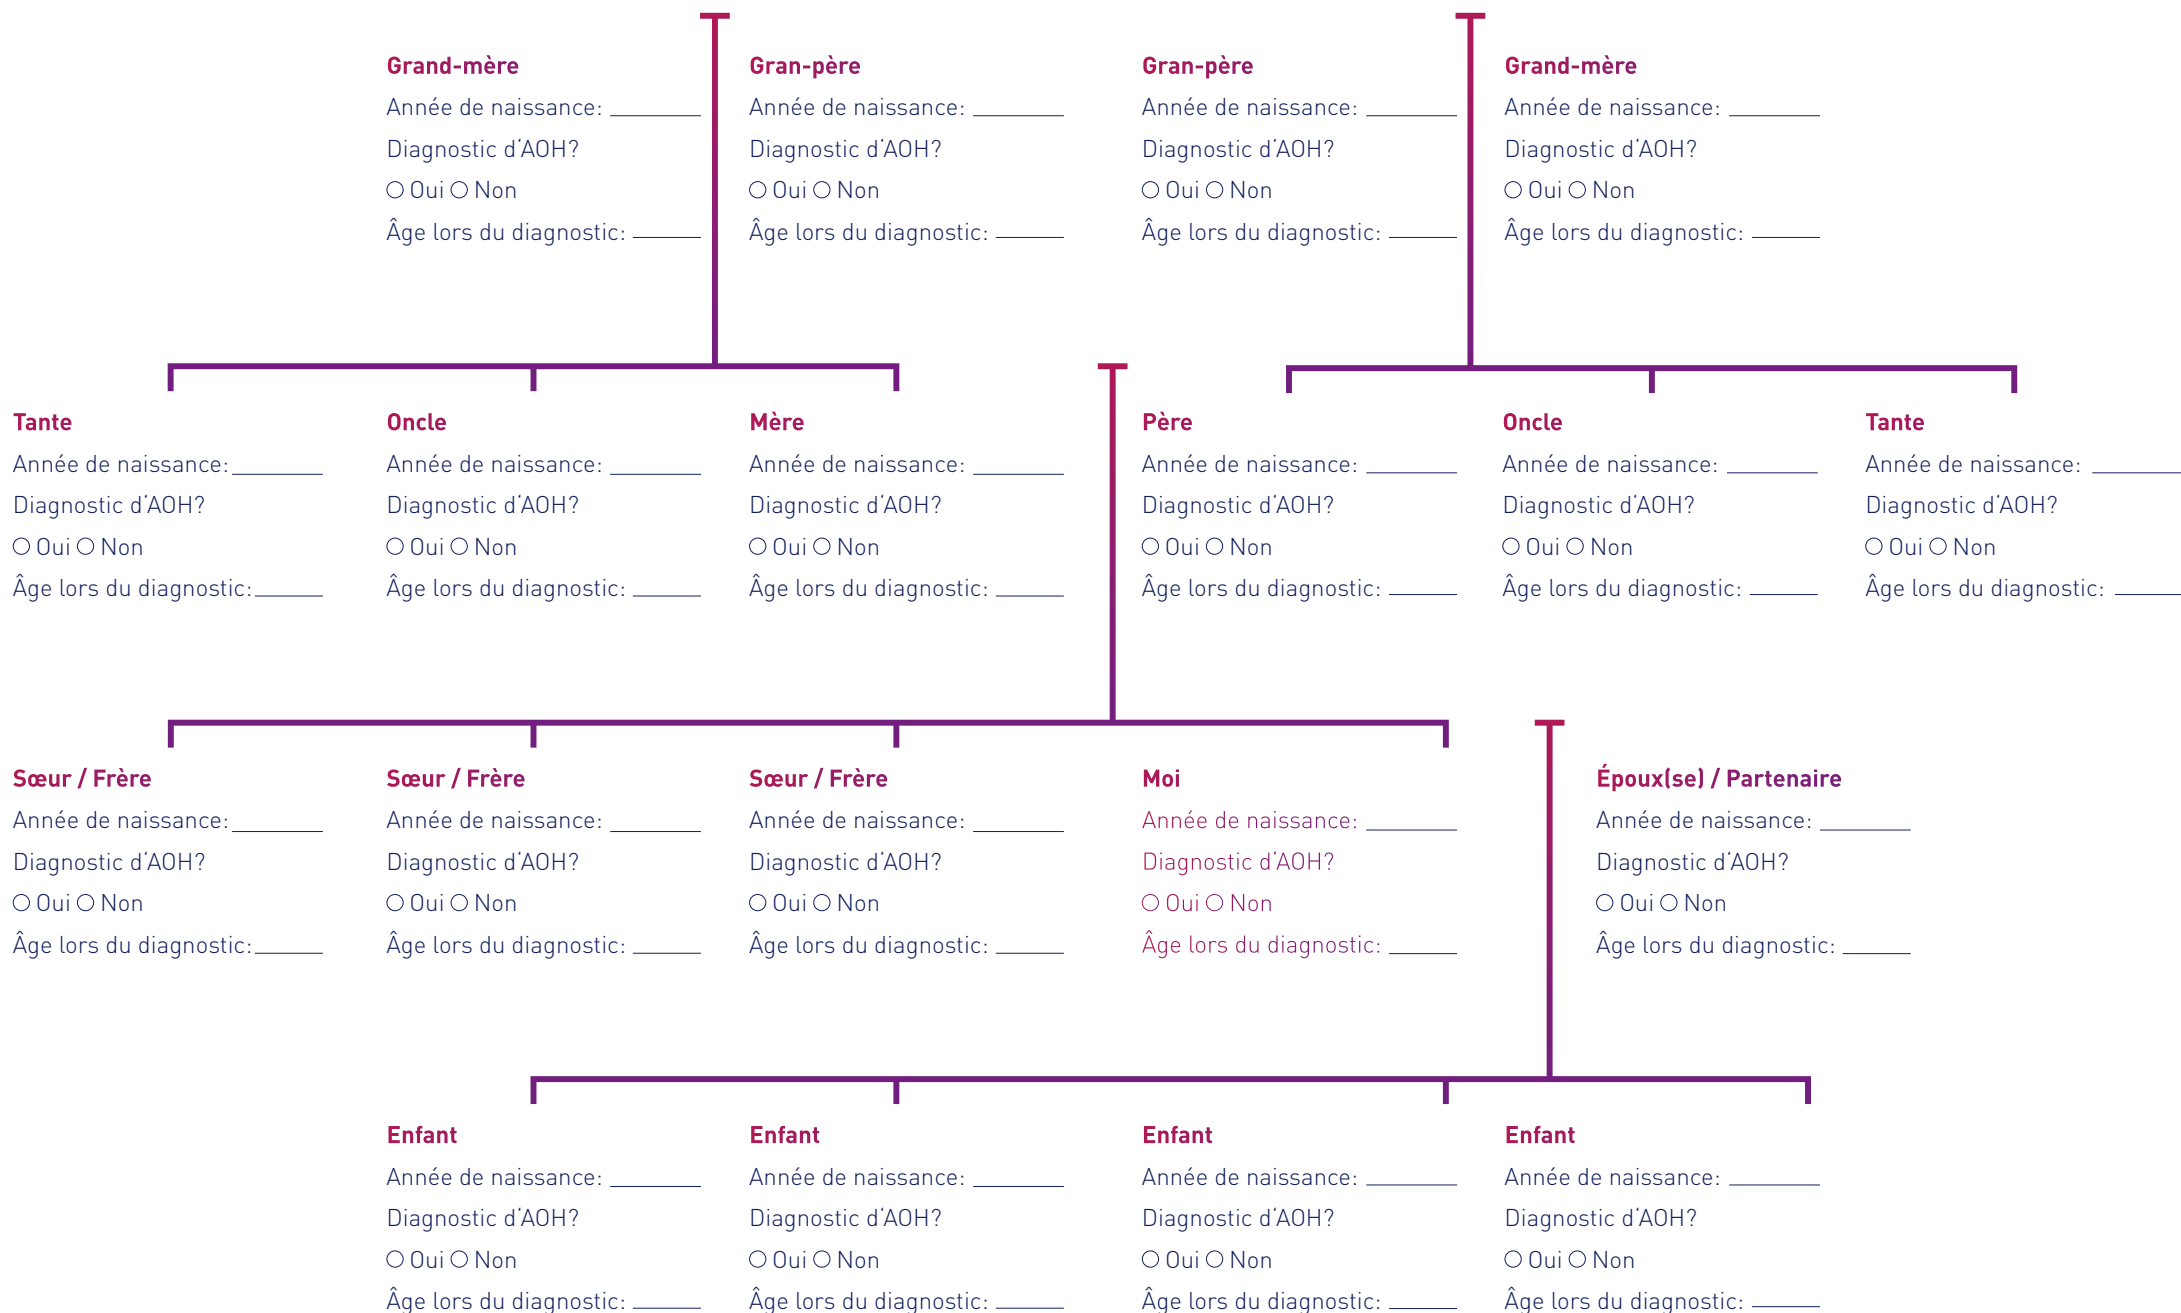 Grand-mère
Année de naissance:
Diagnostic d‘AOH?
Oui Non
Âge lors du diagnostic:
Gran-père
Année de naissance:
Diagnostic d‘AOH?
Oui Non
Âge lors du diagnostic:
Gran-père
Année de naissance:
Diagnostic d‘AOH?
Oui Non
Âge lors du diagnostic:
Grand-mère
Année de naissance:
Diagnostic d‘AOH?
Oui Non
Âge lors du diagnostic:
Tante
Année de naissance:
Diagnostic d‘AOH?
Oui Non
Âge lors du diagnostic:
Oncle
Année de naissance:
Diagnostic d‘AOH?
Oui Non
Âge lors du diagnostic:
Mère
Année de naissance:
Diagnostic d‘AOH?
Oui Non
Âge lors du diagnostic:
Père
Année de naissance:
Diagnostic d‘AOH?
Oui Non
Âge lors du diagnostic:
Oncle
Année de naissance:
Diagnostic d‘AOH?
Oui Non
Âge lors du diagnostic:
Tante
Année de naissance:
Diagnostic d‘AOH?
Oui Non
Âge lors du diagnostic:
Sœur / Frère
Année de naissance:
Diagnostic d‘AOH?
Oui Non
Âge lors du diagnostic:
Sœur / Frère
Année de naissance:
Diagnostic d‘AOH?
Oui Non
Âge lors du diagnostic:
Sœur / Frère
Année de naissance:
Diagnostic d‘AOH?
Oui Non
Âge lors du diagnostic:
Moi
Année de naissance:
Diagnostic d‘AOH?
Oui Non
Âge lors du diagnostic:
Époux(se) / Partenaire
Année de naissance:
Diagnostic d‘AOH?
Oui Non
Âge lors du diagnostic:
Enfant
Année de naissance:
Diagnostic d‘AOH?
Oui Non
Âge lors du diagnostic:
Enfant
Année de naissance:
Diagnostic d‘AOH?
Oui Non
Âge lors du diagnostic:
Enfant
Année de naissance:
Diagnostic d‘AOH?
Oui Non
Âge lors du diagnostic:
Enfant
Année de naissance:
Diagnostic d‘AOH?
Oui Non
Âge lors du diagnostic: